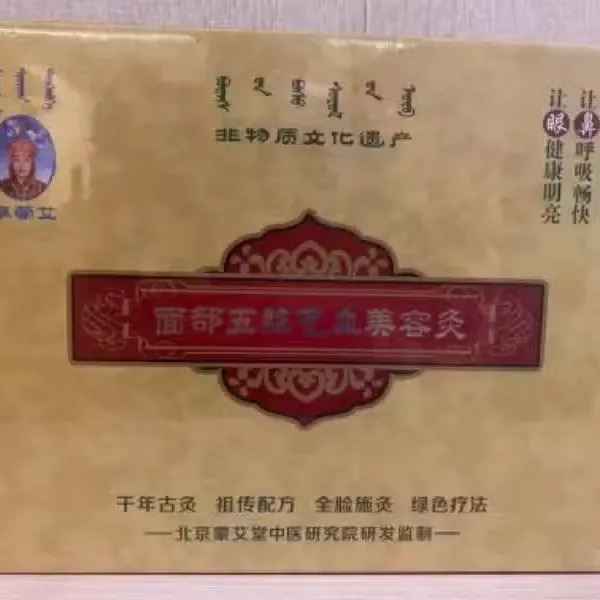 非物质文化遗产
让鼻呼吸畅快
让眼健康明亮
蒙艾
面部五脏气血美容灸
千年古灸 祖传配方 全脸施灸 绿色疗法
北京蒙艾堂中医研究院研发监制